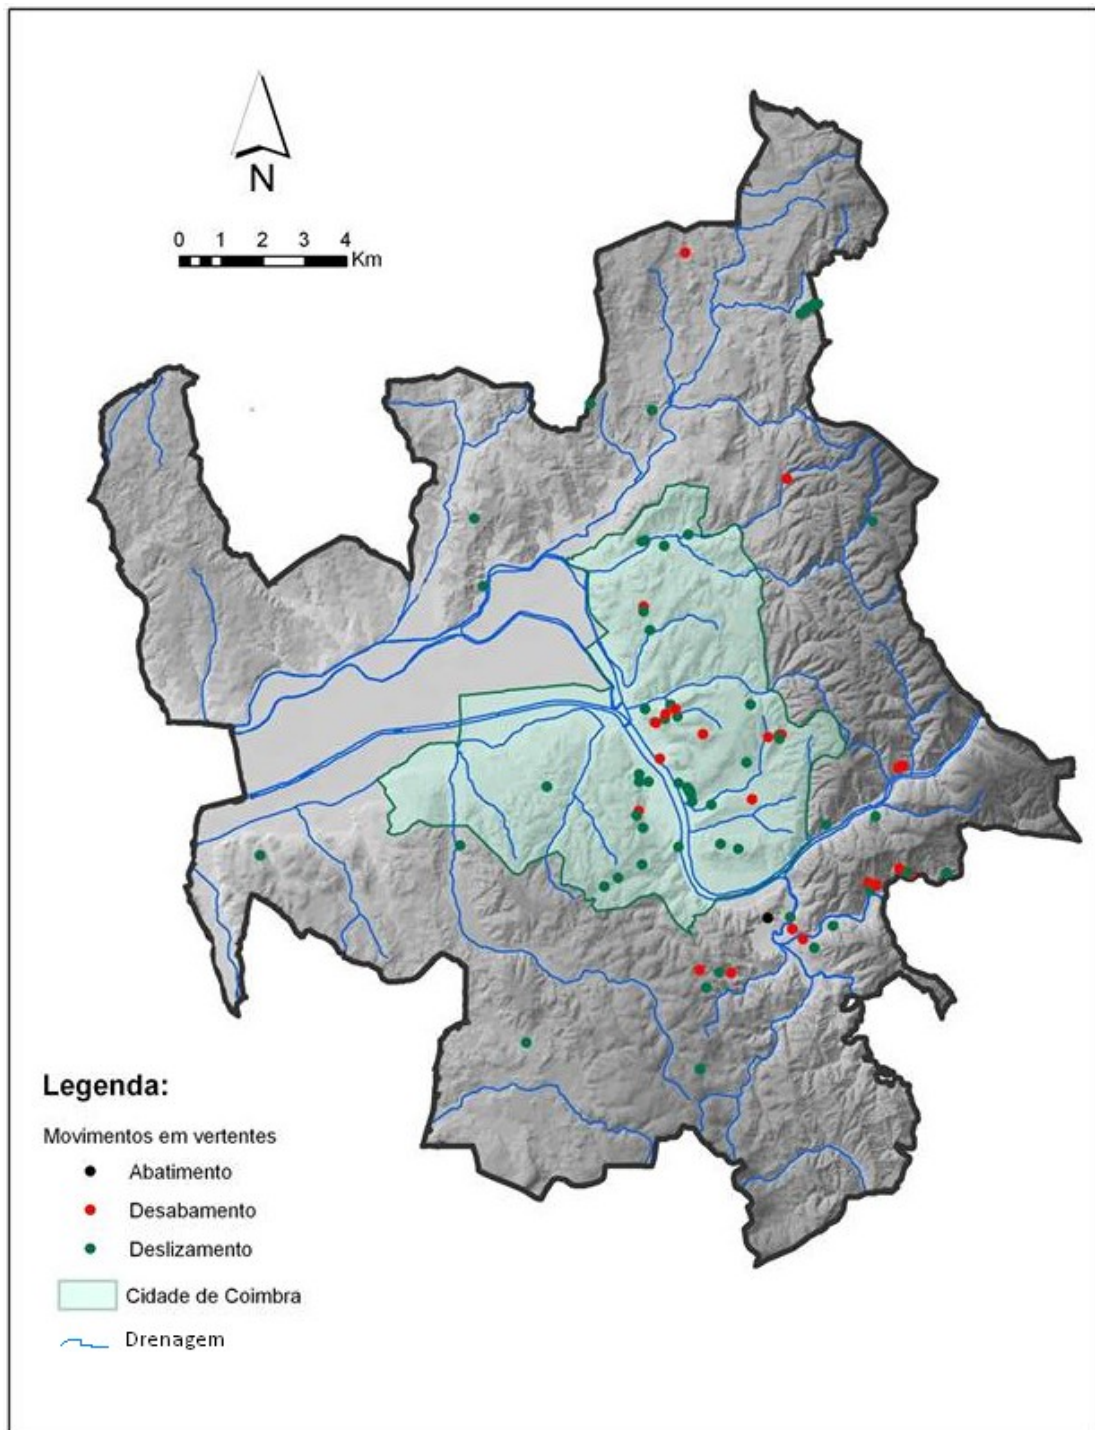 N
0 1 2 3 4
Km
Legenda:
Movimentos em vertentes
Abatimento
Desabamento
Deslizamento
Cidade de Coimbra
Drenagem